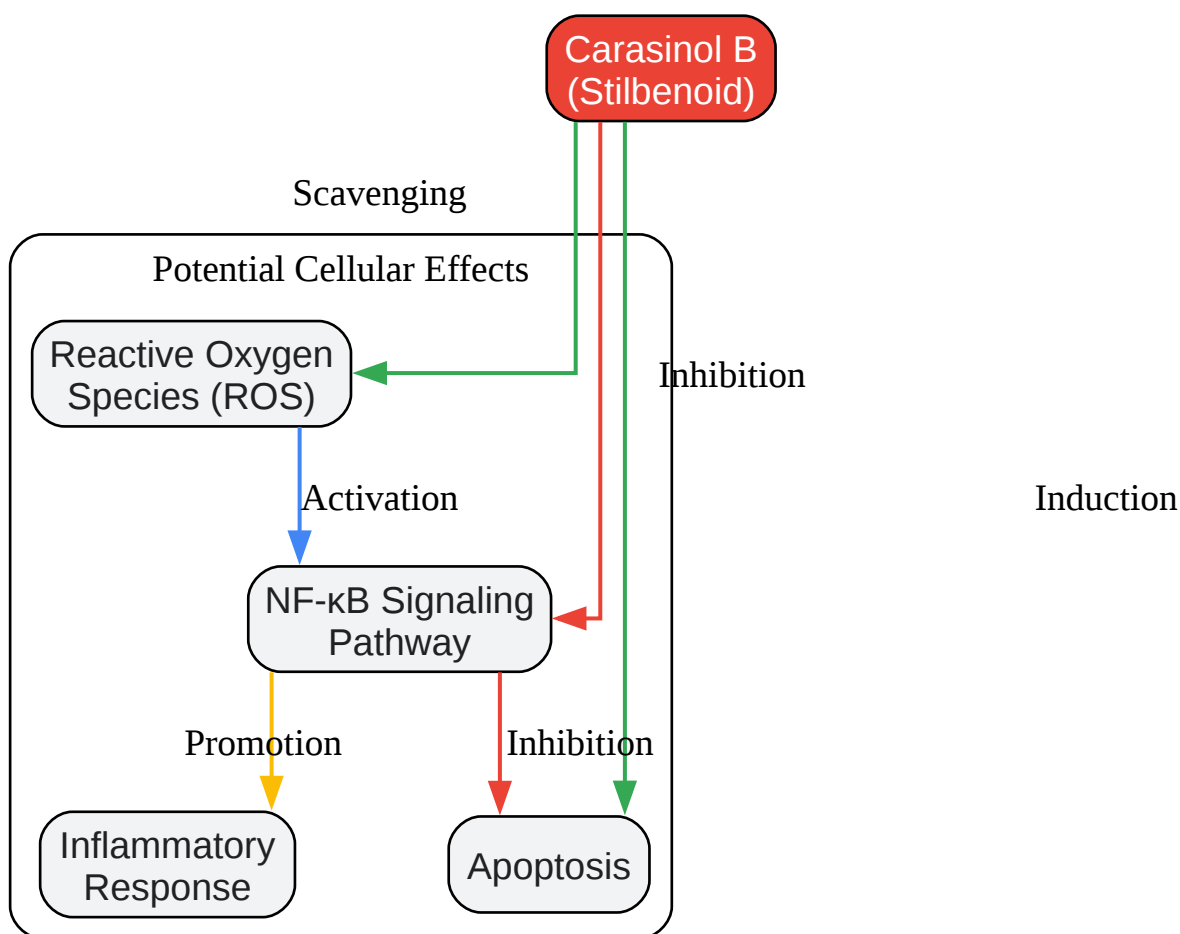 Carasinol B
(Stilbenoid)
Scavenging
Potential Cellular Effects
Reactive Oxygen
Species (ROS)
Inhibition
Activation
Induction
NF-κB Signaling
Pathway
Promotion
Inhibition
Inflammatory
Response
Apoptosis